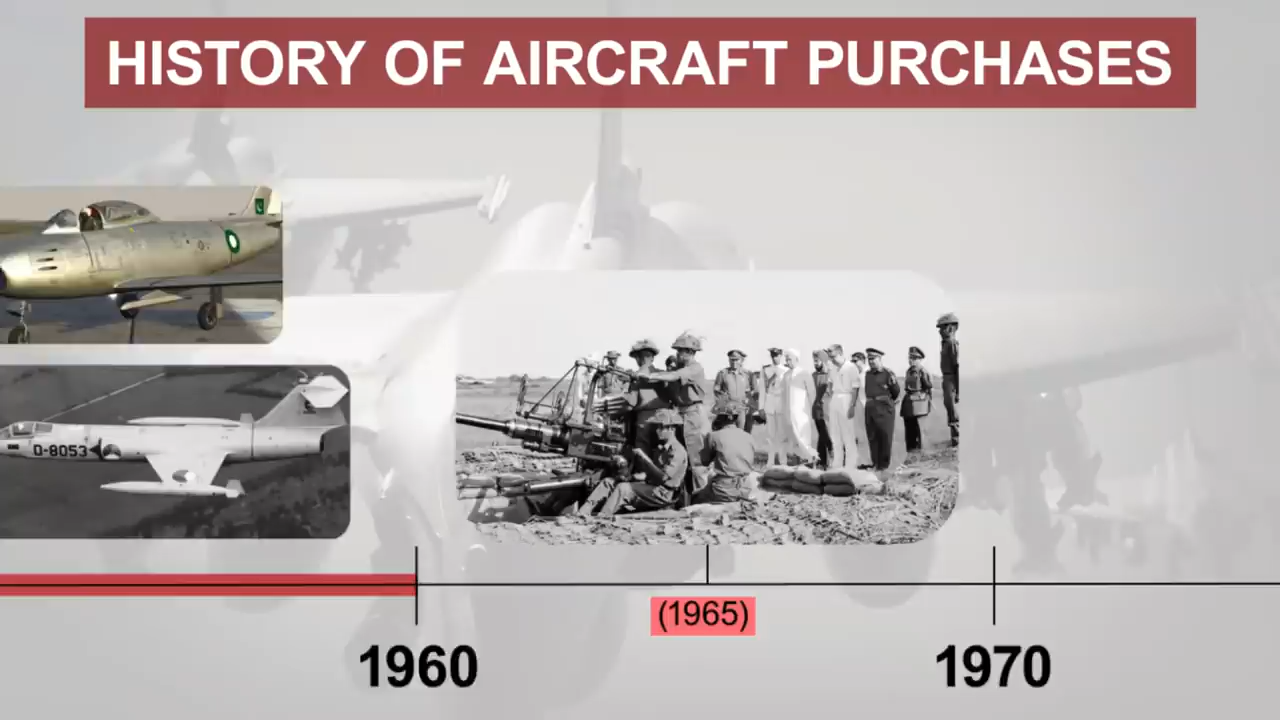 HISTORY OF AIRCRAFT PURCHASES
D-8053
(1965)
1960
1970